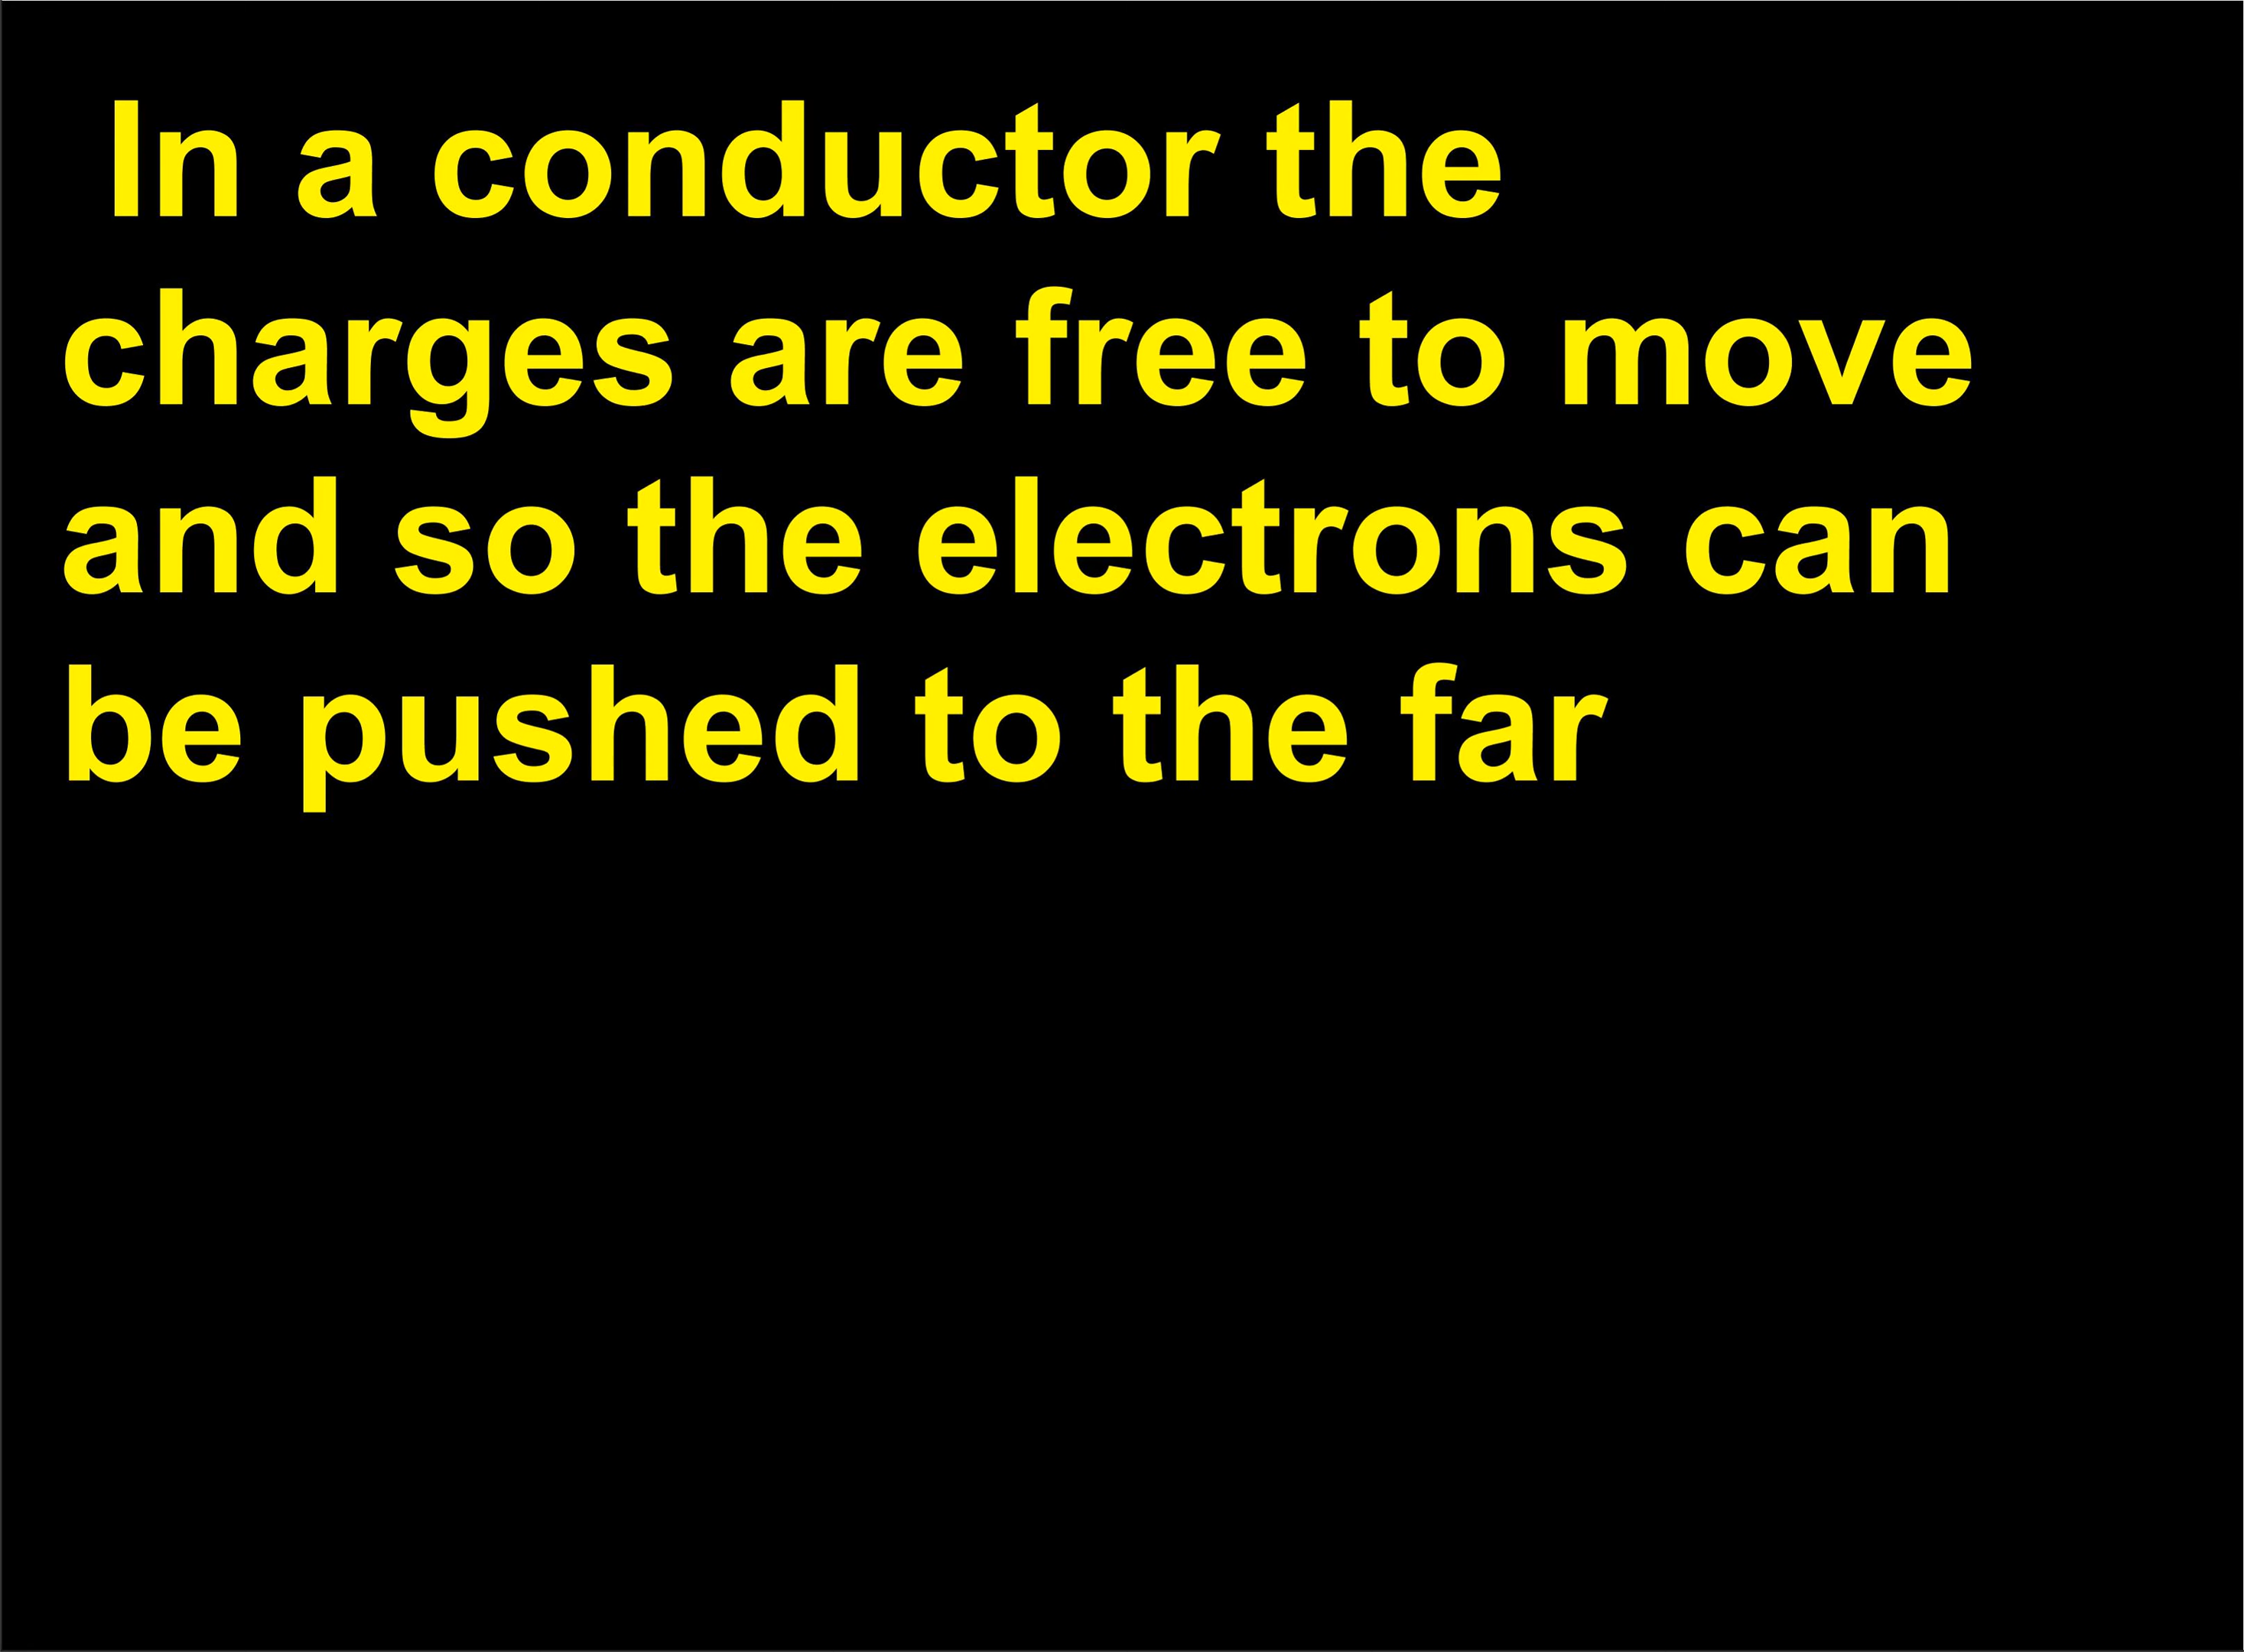 In a conductor the
charges are free to move
and so the electrons can
be pushed to the far